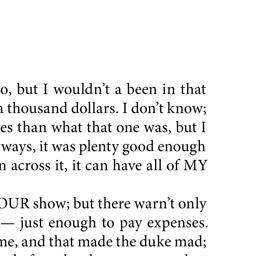 o, but I wouldn’t a been in that
a thousand dollars. I don’t know;
es than what that one was, but I
ways, it was plenty good enough
n across it, it can have all of MY
OUR show; but there warn’t only
— just enough to pay expenses.
me, and that made the duke mad;